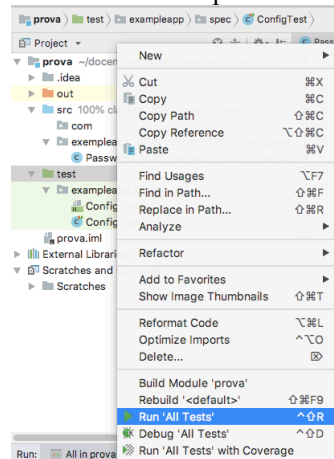 prova test exampleapp spec ConfigTest
Project
prova ~/docen
.idea
out
src 100% cl
com
exempleap
Passw
test
exampleap
Config
Config
prova.iml
External Librari
Scratches and
Scratches
New
Cut ⌘X
Copy ⌘C
Copy Path ⇧⌘C
Copy Reference ⌥⇧⌘C
Paste ⌘V
Find Usages ⌥F7
Find in Path... ⇧⌘F
Replace in Path... ⇧⌘R
Analyze
Refactor
Add to Favorites
Show Image Thumbnails ⇧⌘T
Reformat Code ⌥⌘L
Optimize Imports ^⌥O
Delete... ⌦
Build Module 'prova'
Rebuild '<default>' ⇧⌘F9
Run 'All Tests' ^⇧R
Debug 'All Tests' ^⇧D
Run 'All Tests' with Coverage
Run: All in prova